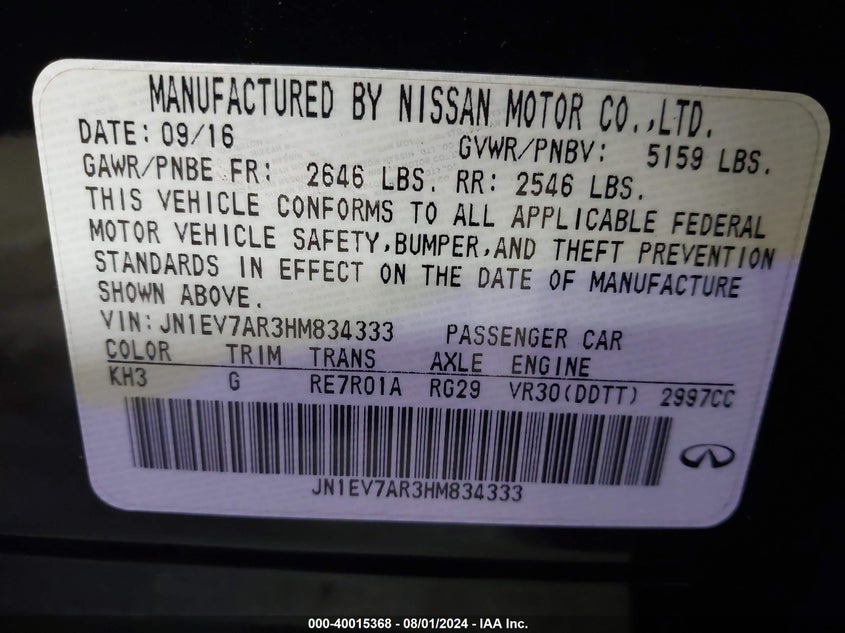 MANUFACTURED BY NISSAN MOTOR CO.,LTD.
DATE: 09/16 GVWR/PNBV: 5159 LBS.
GAWR/PNBE FR: 2646 LBS. RR: 2546 LBS.
THIS VEHICLE CONFORMS TO ALL APPLICABLE FEDERAL
MOTOR VEHICLE SAFETY,BUMPER,AND THEFT PREVENTION
STANDARDS IN EFFECT ON THE DATE OF MANUFACTURE
SHOWN ABOVE.
VIN:JN1EV7AR3HM834333 PASSENGER CAR
COLOR TRIM TRANS AXLE ENGINE
KH3 G RE7R01A RG29 VR30(DDTT) 2997CC
JN1EV7AR3HM834333
000-40015368 - 08/01/2024 - IAA Inc.